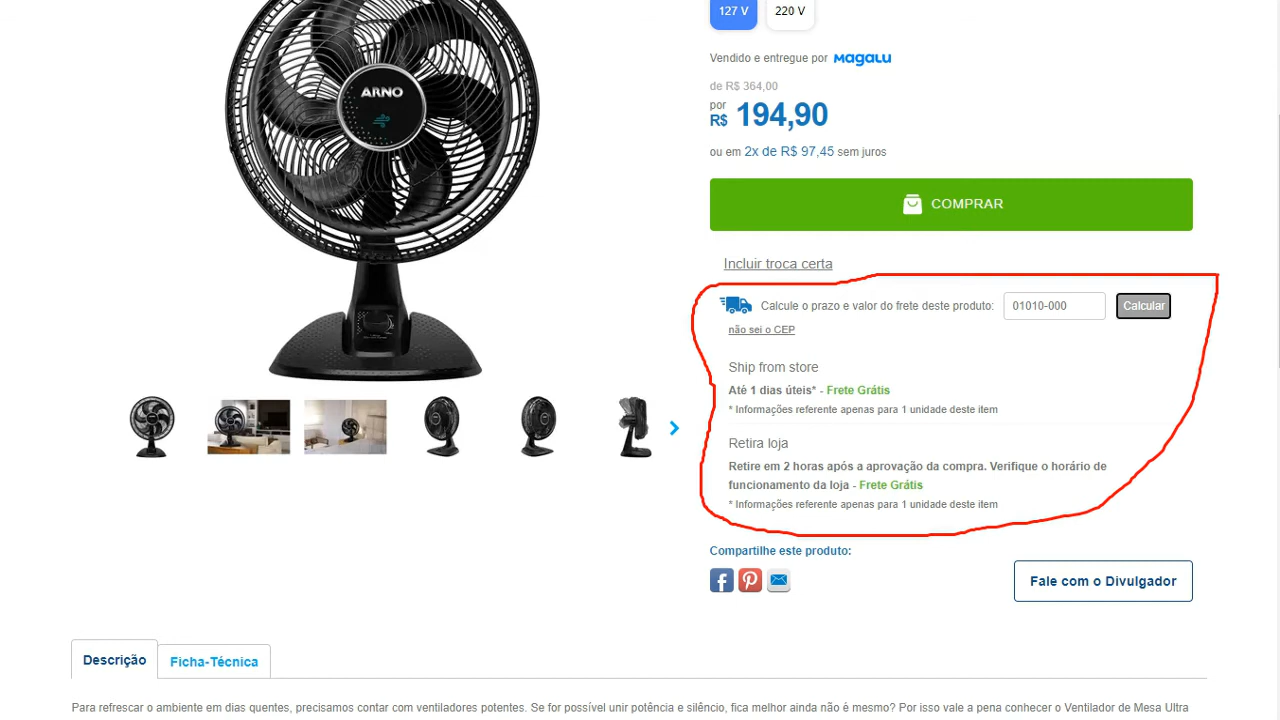 127 V
220 V
Vendido e entregue por Magalu
de R$ 364,00
por
R$ 194,90
ou em 2x de R$ 97,45 sem juros
COMPRAR
Incluir troca certa
Calcule o prazo e valor do frete deste produto: 01010-000 Calcular
não sei o CEP
Ship from store
Até 1 dias úteis* - Frete Grátis
* Informações referente apenas para 1 unidade deste item
Retira loja
Retire em 2 horas após a aprovação da compra. Verifique o horário de
funcionamento da loja - Frete Grátis
* Informações referente apenas para 1 unidade deste item
Compartilhe este produto:
Fale com o Divulgador
ARNO
Descrição
Ficha-Técnica
Para refrescar o ambiente em dias quentes, precisamos contar com ventiladores potentes. Se for possível unir potência e silêncio, fica melhor ainda não é mesmo? Por isso vale a pena conhecer o Ventilador de Mesa Ultra